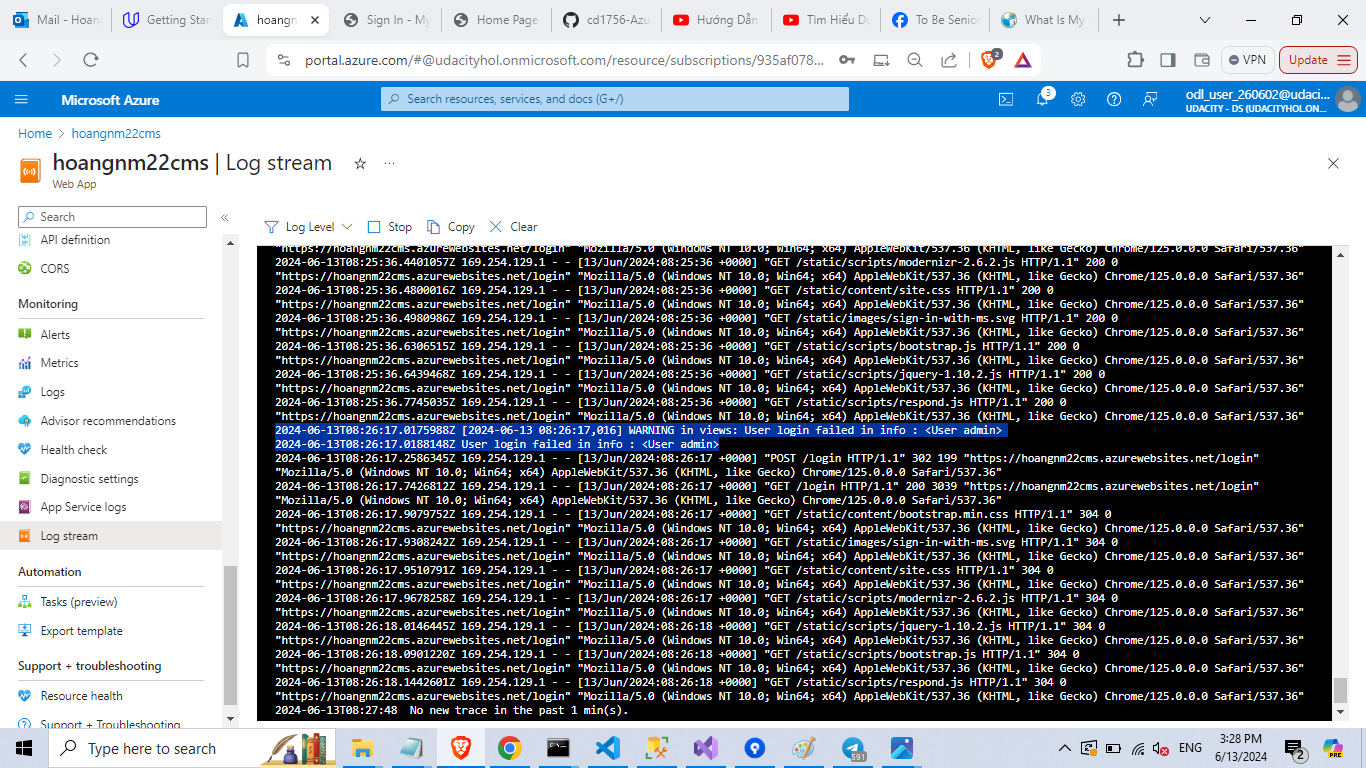 Mail - Hoan
Getting Star
hoangn
Sign In - My
Home Page
cd1756-Azu
Hướng Dẫn
Tìm Hiểu Dư
To Be Senio
What Is My
portal.azure.com/#@udacityhol.onmicrosoft.com/resource/subscriptions/935af078...
2
VPN
Update
Microsoft Azure
Search resources, services, and docs (G+/)
3
odl_user_260602@udaci...
UDACITY - DS (UDACITYHOL.ON...
Home > hoangnm22cms
hoangnm22cms | Log stream
Web App
Search
Log Level
Stop
Copy
Clear
API definition
CORS
Monitoring
Alerts
Metrics
Logs
Advisor recommendations
Health check
Diagnostic settings
App Service logs
Log stream
Automation
Tasks (preview)
Export template
Support + troubleshooting
Resource health
Support + Troubleshooting
"https://hoangnm22cms.azurewebsites.net/login" "Mozilla/5.0 (Windows NT 10.0; Win64; x64) AppleWebKit/537.36 (KHTML, like Gecko) Chrome/125.0.0.0 Safari/537.36"
2024-06-13T08:25:36.4401057Z 169.254.129.1 - - [13/Jun/2024:08:25:36 +0000] "GET /static/scripts/modernizr-2.6.2.js HTTP/1.1" 200 0
"https://hoangnm22cms.azurewebsites.net/login" "Mozilla/5.0 (Windows NT 10.0; Win64; x64) AppleWebKit/537.36 (KHTML, like Gecko) Chrome/125.0.0.0 Safari/537.36"
2024-06-13T08:25:36.4800016Z 169.254.129.1 - - [13/Jun/2024:08:25:36 +0000] "GET /static/content/site.css HTTP/1.1" 200 0
"https://hoangnm22cms.azurewebsites.net/login" "Mozilla/5.0 (Windows NT 10.0; Win64; x64) AppleWebKit/537.36 (KHTML, like Gecko) Chrome/125.0.0.0 Safari/537.36"
2024-06-13T08:25:36.4980986Z 169.254.129.1 - - [13/Jun/2024:08:25:36 +0000] "GET /static/images/sign-in-with-ms.svg HTTP/1.1" 200 0
"https://hoangnm22cms.azurewebsites.net/login" "Mozilla/5.0 (Windows NT 10.0; Win64; x64) AppleWebKit/537.36 (KHTML, like Gecko) Chrome/125.0.0.0 Safari/537.36"
2024-06-13T08:25:36.6306515Z 169.254.129.1 - - [13/Jun/2024:08:25:36 +0000] "GET /static/scripts/bootstrap.js HTTP/1.1" 200 0
"https://hoangnm22cms.azurewebsites.net/login" "Mozilla/5.0 (Windows NT 10.0; Win64; x64) AppleWebKit/537.36 (KHTML, like Gecko) Chrome/125.0.0.0 Safari/537.36"
2024-06-13T08:25:36.6439468Z 169.254.129.1 - - [13/Jun/2024:08:25:36 +0000] "GET /static/scripts/jquery-1.10.2.js HTTP/1.1" 200 0
"https://hoangnm22cms.azurewebsites.net/login" "Mozilla/5.0 (Windows NT 10.0; Win64; x64) AppleWebKit/537.36 (KHTML, like Gecko) Chrome/125.0.0.0 Safari/537.36"
2024-06-13T08:25:36.7745035Z 169.254.129.1 - - [13/Jun/2024:08:25:36 +0000] "GET /static/scripts/respond.js HTTP/1.1" 200 0
"https://hoangnm22cms.azurewebsites.net/login" "Mozilla/5.0 (Windows NT 10.0; Win64; x64) AppleWebKit/537.36 (KHTML, like Gecko) Chrome/125.0.0.0 Safari/537.36"
2024-06-13T08:26:17.0175988Z [2024-06-13 08:26:17,016] WARNING in views: User login failed in info : <User admin>
2024-06-13T08:26:17.0188148Z User login failed in info : <User admin>
2024-06-13T08:26:17.2586345Z 169.254.129.1 - - [13/Jun/2024:08:26:17 +0000] "POST /login HTTP/1.1" 302 199 "https://hoangnm22cms.azurewebsites.net/login"
"Mozilla/5.0 (Windows NT 10.0; Win64; x64) AppleWebKit/537.36 (KHTML, like Gecko) Chrome/125.0.0.0 Safari/537.36"
2024-06-13T08:26:17.7426812Z 169.254.129.1 - - [13/Jun/2024:08:26:17 +0000] "GET /login HTTP/1.1" 200 3039 "https://hoangnm22cms.azurewebsites.net/login"
"Mozilla/5.0 (Windows NT 10.0; Win64; x64) AppleWebKit/537.36 (KHTML, like Gecko) Chrome/125.0.0.0 Safari/537.36"
2024-06-13T08:26:17.9079752Z 169.254.129.1 - - [13/Jun/2024:08:26:17 +0000] "GET /static/content/bootstrap.min.css HTTP/1.1" 304 0
"https://hoangnm22cms.azurewebsites.net/login" "Mozilla/5.0 (Windows NT 10.0; Win64; x64) AppleWebKit/537.36 (KHTML, like Gecko) Chrome/125.0.0.0 Safari/537.36"
2024-06-13T08:26:17.9308242Z 169.254.129.1 - - [13/Jun/2024:08:26:17 +0000] "GET /static/images/sign-in-with-ms.svg HTTP/1.1" 304 0
"https://hoangnm22cms.azurewebsites.net/login" "Mozilla/5.0 (Windows NT 10.0; Win64; x64) AppleWebKit/537.36 (KHTML, like Gecko) Chrome/125.0.0.0 Safari/537.36"
2024-06-13T08:26:17.9510791Z 169.254.129.1 - - [13/Jun/2024:08:26:17 +0000] "GET /static/content/site.css HTTP/1.1" 304 0
"https://hoangnm22cms.azurewebsites.net/login" "Mozilla/5.0 (Windows NT 10.0; Win64; x64) AppleWebKit/537.36 (KHTML, like Gecko) Chrome/125.0.0.0 Safari/537.36"
2024-06-13T08:26:17.9678258Z 169.254.129.1 - - [13/Jun/2024:08:26:17 +0000] "GET /static/scripts/modernizr-2.6.2.js HTTP/1.1" 304 0
"https://hoangnm22cms.azurewebsites.net/login" "Mozilla/5.0 (Windows NT 10.0; Win64; x64) AppleWebKit/537.36 (KHTML, like Gecko) Chrome/125.0.0.0 Safari/537.36"
2024-06-13T08:26:18.0146445Z 169.254.129.1 - - [13/Jun/2024:08:26:18 +0000] "GET /static/scripts/jquery-1.10.2.js HTTP/1.1" 304 0
"https://hoangnm22cms.azurewebsites.net/login" "Mozilla/5.0 (Windows NT 10.0; Win64; x64) AppleWebKit/537.36 (KHTML, like Gecko) Chrome/125.0.0.0 Safari/537.36"
2024-06-13T08:26:18.0901220Z 169.254.129.1 - - [13/Jun/2024:08:26:18 +0000] "GET /static/scripts/bootstrap.js HTTP/1.1" 304 0
"https://hoangnm22cms.azurewebsites.net/login" "Mozilla/5.0 (Windows NT 10.0; Win64; x64) AppleWebKit/537.36 (KHTML, like Gecko) Chrome/125.0.0.0 Safari/537.36"
2024-06-13T08:26:18.1442601Z 169.254.129.1 - - [13/Jun/2024:08:26:18 +0000] "GET /static/scripts/respond.js HTTP/1.1" 304 0
"https://hoangnm22cms.azurewebsites.net/login" "Mozilla/5.0 (Windows NT 10.0; Win64; x64) AppleWebKit/537.36 (KHTML, like Gecko) Chrome/125.0.0.0 Safari/537.36"
2024-06-13T08:27:48 No new trace in the past 1 min(s).
Type here to search
591
ENG
3:28 PM
6/13/2024
2
PRE